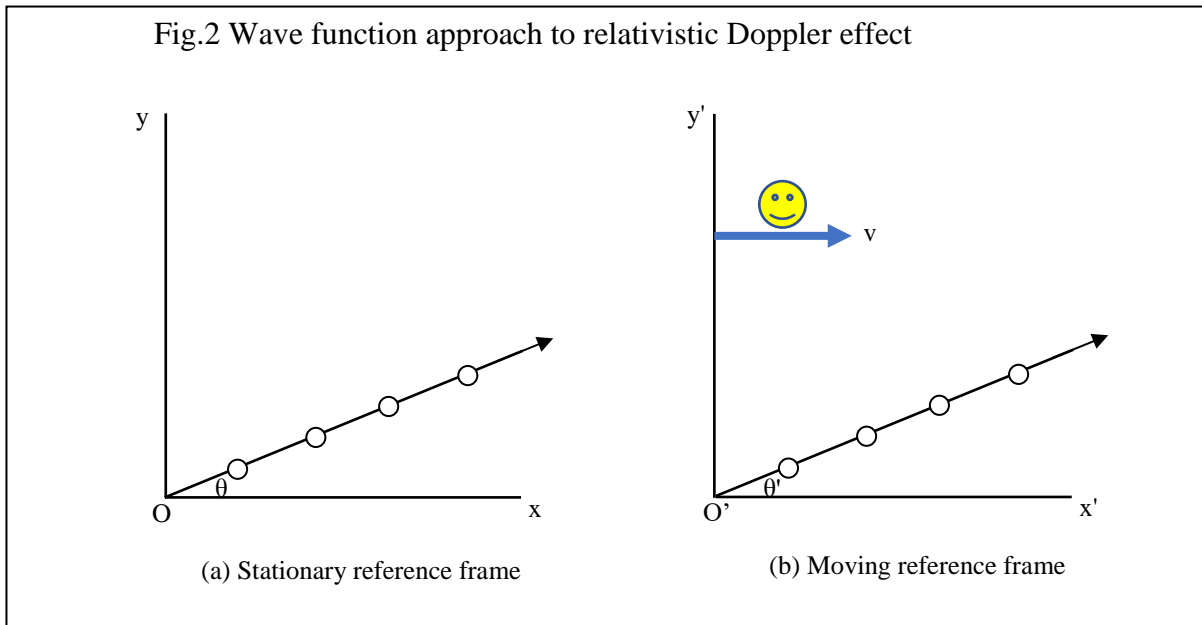 Fig.2 Wave function approach to relativistic Doppler effect
y
y'
v
θ
θ'
O
x
O’
x'
(a) Stationary reference frame
(b) Moving reference frame